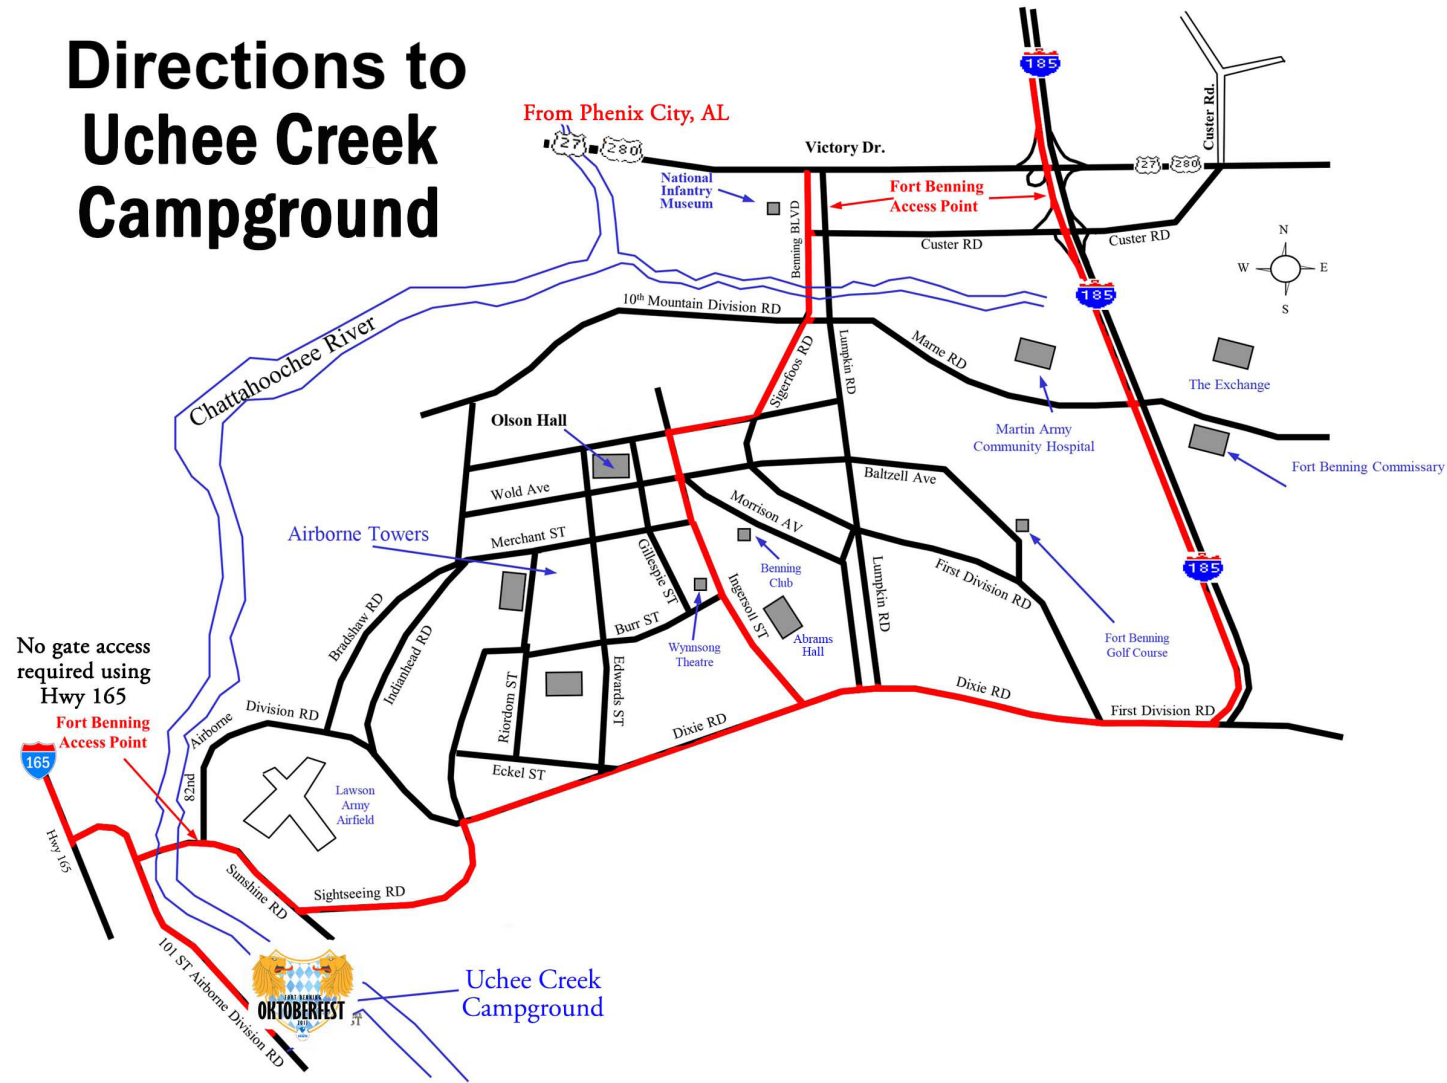 Directions to
Uchee Creek
Campground
From Phenix City, AL
27
280
Victory Dr.
185
Custer Rd.
27
280
National
Infantry
Museum
Fort Benning
Access Point
Benning BLVD
Custer RD
Custer RD
N
W
E
S
185
10th Mountain Division RD
Chattahoochee River
Sigerfoos RD
Lumpkin RD
Marne RD
The Exchange
Martin Army
Community Hospital
Fort Benning Commissary
Olson Hall
Wold Ave
Baltzell Ave
Morrison AV
Airborne Towers
Merchant ST
Gillespie ST
Benning
Club
Ingersoll ST
Lumpkin RD
First Division RD
185
Bradshaw RD
Indianhead RD
Burr ST
Wynnsong
Theatre
Abrams
Hall
Fort Benning
Golf Course
No gate access
required using
Hwy 165
Fort Benning
Access Point
Airborne
Division RD
Riordom ST
Edwards ST
Dixie RD
Dixie RD
First Division RD
165
82nd
Eckel ST
Lawson
Army
Airfield
Hwy 165
Sunshine RD
Sightseeing RD
101 ST Airborne Division RD
FORT BENNING
OKTOBERFEST
Uchee Creek
Campground